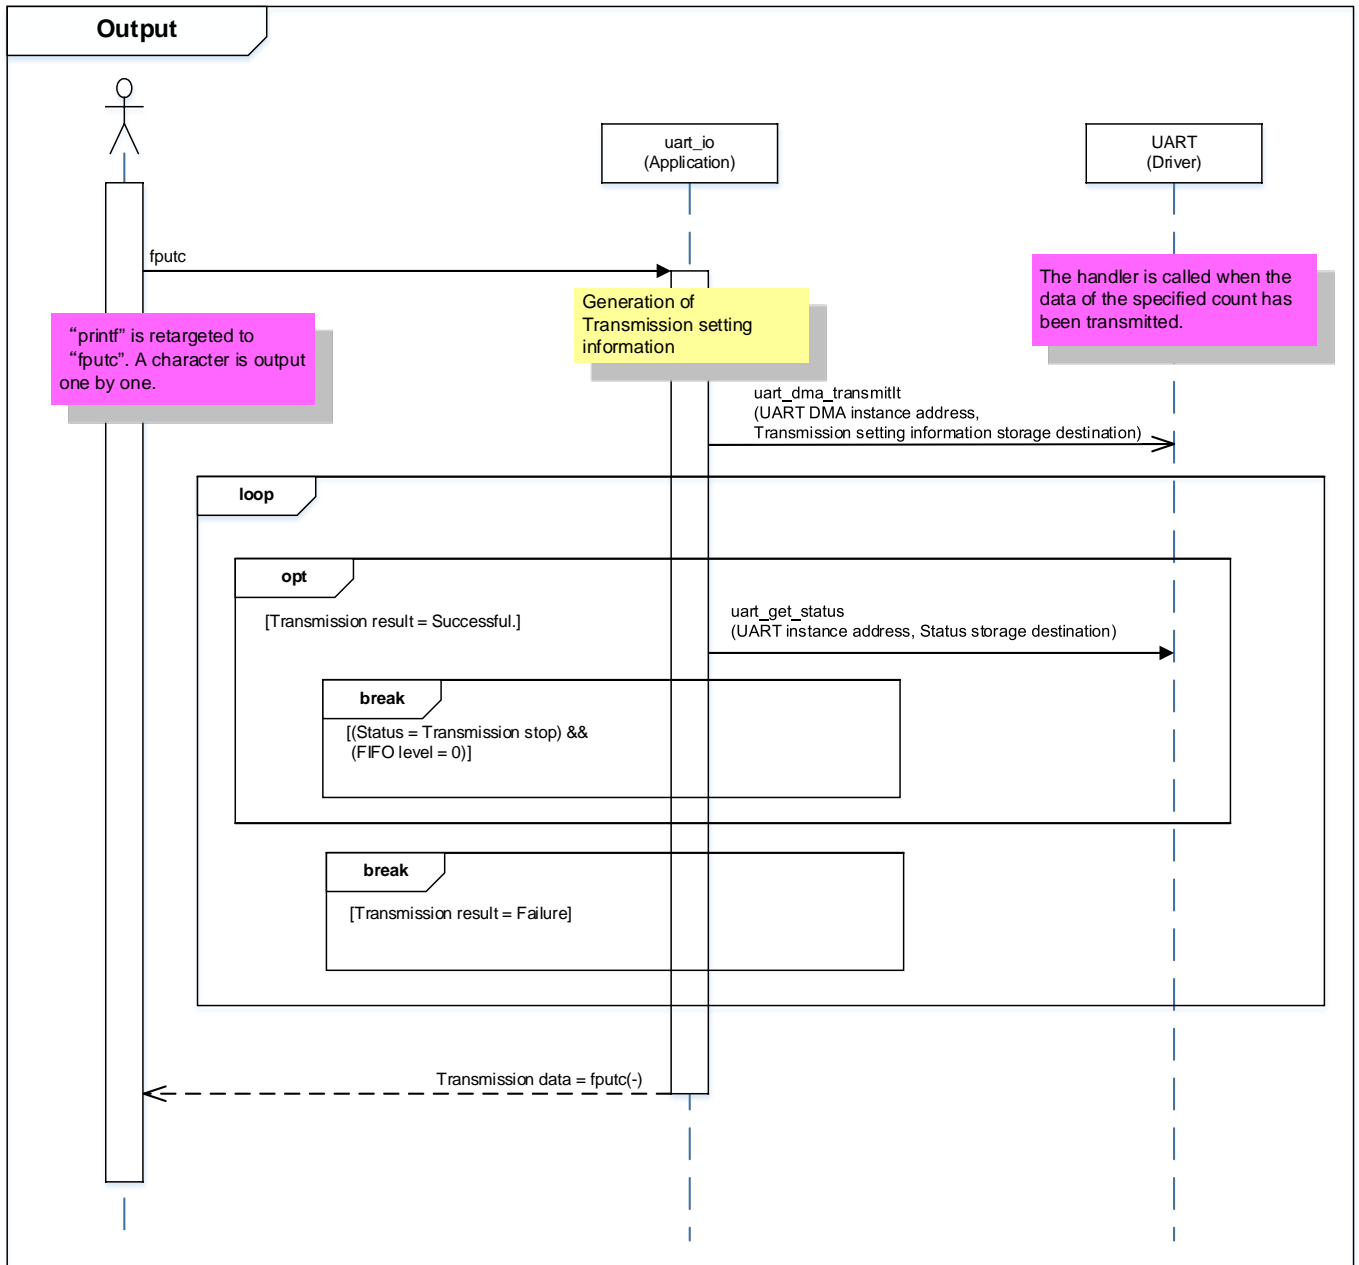 Output
uart_io
(Application)
UART
(Driver)
fputc
“printf” is retargeted to
“fputc”. A character is output
one by one.
Generation of
Transmission setting
information
The handler is called when the
data of the specified count has
been transmitted.
uart_dma_transmitIt
(UART DMA instance address,
Transmission setting information storage destination)
loop
opt
[Transmission result = Successful.]
uart_get_status
(UART instance address, Status storage destination)
break
[(Status = Transmission stop) &&
(FIFO level = 0)]
break
[Transmission result = Failure]
Transmission data = fputc(-)